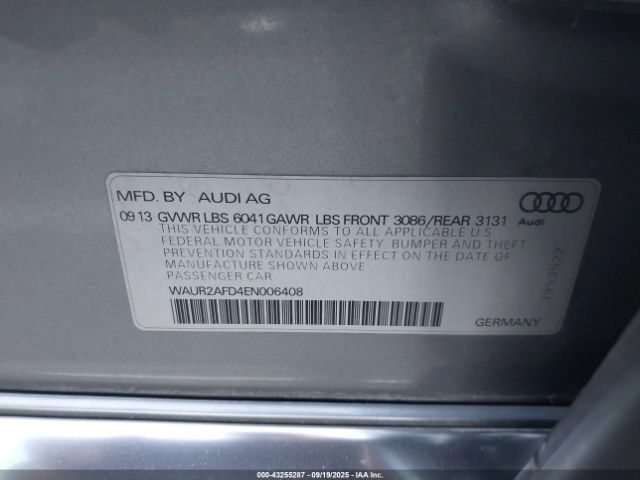 MFD. BY AUDI AG
09 13 GVWR LBS 6041 GAWR LBS FRONT 3086/REAR 3131
Audi
THIS VEHICLE CONFORMS TO ALL APPLICABLE U S
FEDERAL MOTOR VEHICLE SAFETY, BUMPER AND THEFT
PREVENTION STANDARDS IN EFFECT ON THE DATE OF
MANUFACTURE SHOWN ABOVE
PASSENGER CAR
WAUR2AFD4EN006408
GERMANY
1953522
000-43255287 - 09/19/2025 - IAA Inc.